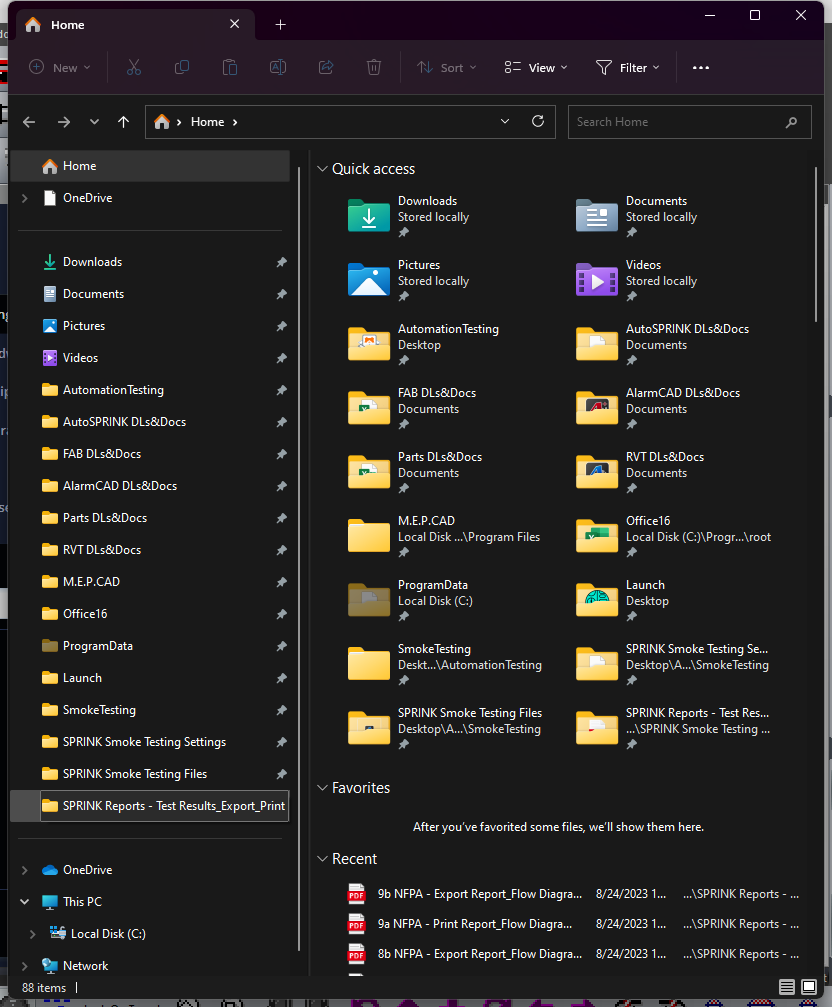 Home
New
Sort
View
Filter
Home
Search Home
Home
OneDrive
Downloads
Documents
Pictures
Videos
AutomationTesting
AutoSPRINK DLs&Docs
FAB DLs&Docs
AlarmCAD DLs&Docs
Parts DLs&Docs
RVT DLs&Docs
M.E.P.CAD
Office16
ProgramData
Launch
SmokeTesting
SPRINK Smoke Testing Settings
SPRINK Smoke Testing Files
SPRINK Reports - Test Results_Export_Print
OneDrive
This PC
Local Disk (C:)
Network
Quick access
Downloads
Stored locally
Documents
Stored locally
Pictures
Stored locally
Videos
Stored locally
AutomationTesting
Desktop
AutoSPRINK DLs&Docs
Documents
FAB DLs&Docs
Documents
AlarmCAD DLs&Docs
Documents
Parts DLs&Docs
Documents
RVT DLs&Docs
Documents
M.E.P.CAD
Local Disk ...\Program Files
Office16
Local Disk (C:)\Progr...\root
ProgramData
Local Disk (C:)
Launch
Desktop
SmokeTesting
Deskt...\AutomationTesting
SPRINK Smoke Testing Se...
Desktop\A...\SmokeTesting
SPRINK Smoke Testing Files
Desktop\A...\SmokeTesting
SPRINK Reports - Test Res...
...\SPRINK Smoke Testing ...
Favorites
After you've favorited some files, we'll show them here.
Recent
PDF 9b NFPA - Export Report_Flow Diagra... 8/24/2023 1... ...\SPRINK Reports - ...
PDF 9a NFPA - Print Report_Flow Diagra... 8/24/2023 1... ...\SPRINK Reports - ...
PDF 8b NFPA - Export Report_Flow Diagra... 8/24/2023 1... ...\SPRINK Reports - ...
88 items